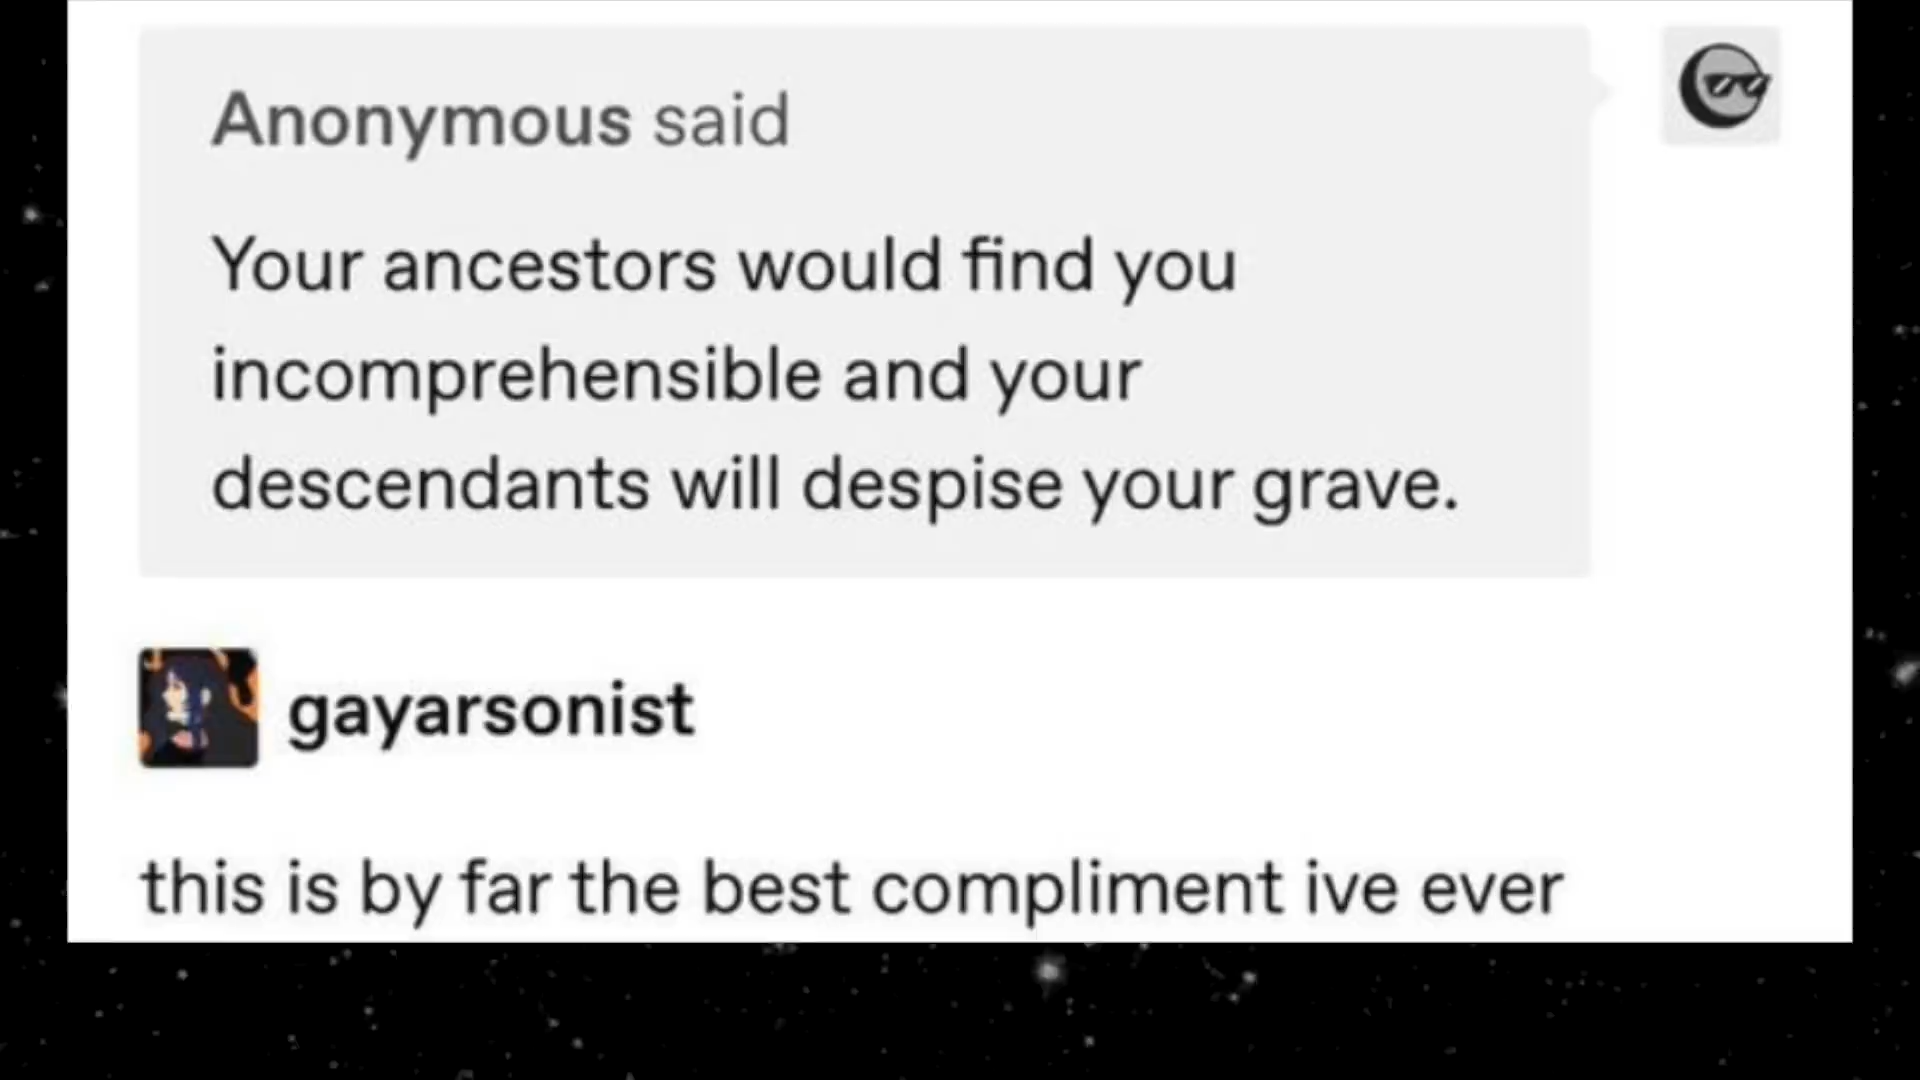 Anonymous said
Your ancestors would find you
incomprehensible and your
descendants will despise your grave.
gayarsonist
this is by far the best compliment ive ever